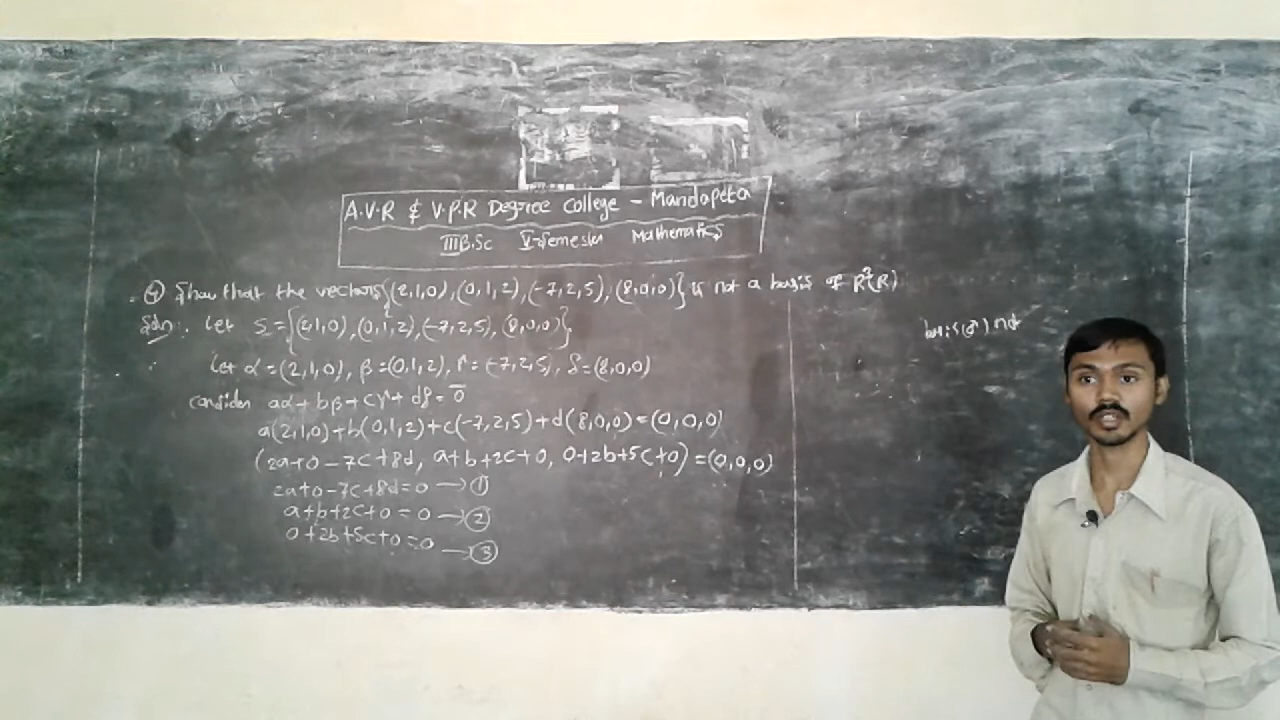 A.V.R & V.P.R Degree College - Mandapeta
III B.Sc V-Semester Mathematics
④ Show that the vectors {(2,1,0), (0,1,2), (-7,2,5), (8,0,0)} is not a basis of R³(R)
Soln:. Let S = {(2,1,0), (0,1,2), (-7,2,5), (8,0,0)}
Let α = (2,1,0), β = (0,1,2), γ = (-7,2,5), δ = (8,0,0)
consider aα + bβ + cγ + dδ = 0̄
a(2,1,0) + b(0,1,2) + c(-7,2,5) + d(8,0,0) = (0,0,0)
(2a+0-7c+8d, a+b+2c+0, 0+2b+5c+0) = (0,0,0)
2a+0-7c+8d=0 → ①
a+b+2c+0=0 → ②
0+2b+5c+0=0 → ③
not